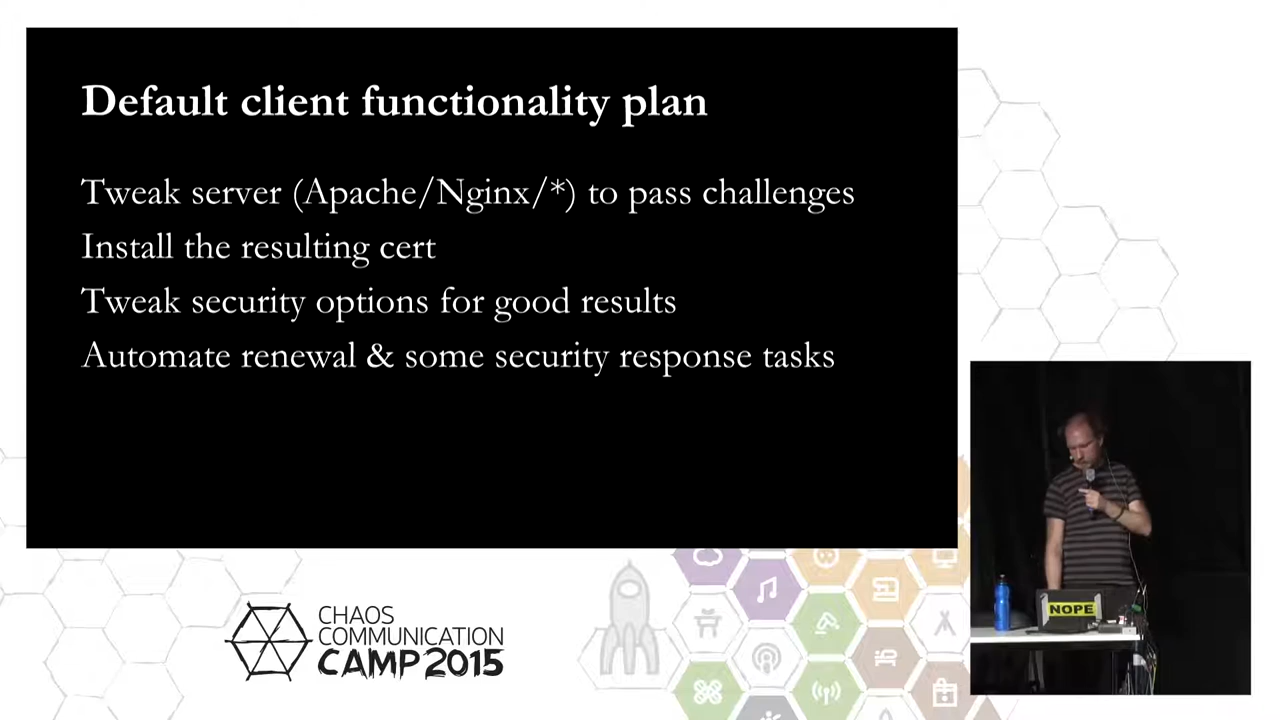 Default client functionality plan
Tweak server (Apache/Nginx/*) to pass challenges
Install the resulting cert
Tweak security options for good results
Automate renewal & some security response tasks
NOPE
CHAOS
COMMUNICATION
CAMP 2015